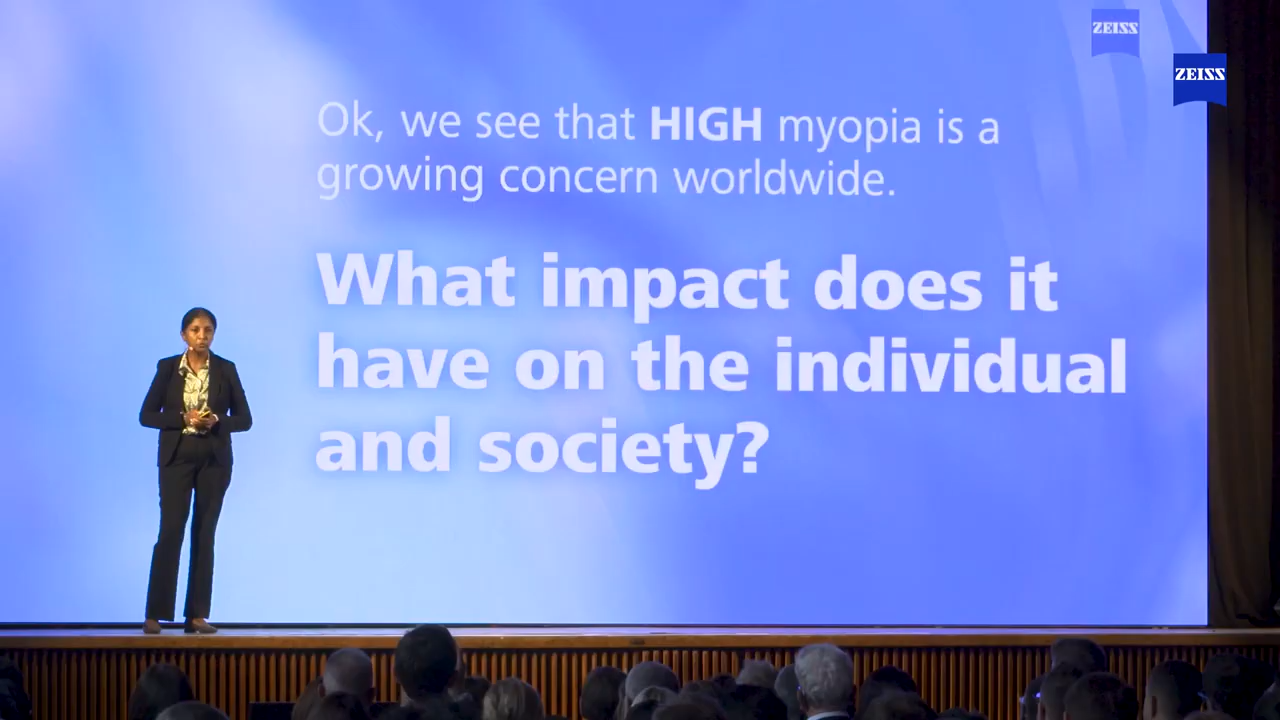 ZEISS
ZEISS
Ok, we see that HIGH myopia is a
growing concern worldwide.
What impact does it
have on the individual
and society?